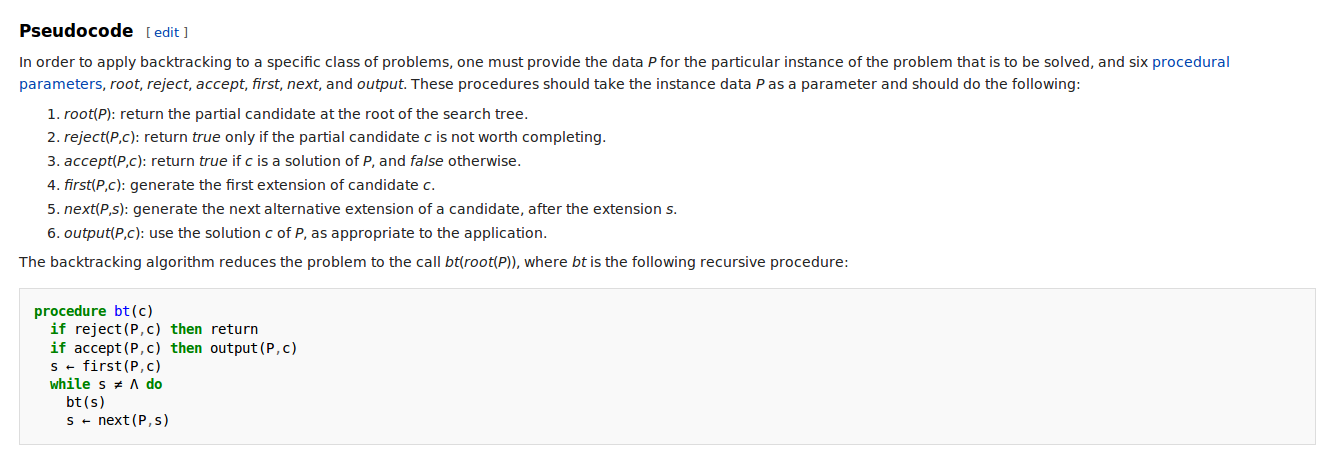 Pseudocode [ edit ]
In order to apply backtracking to a specific class of problems, one must provide the data P for the particular instance of the problem that is to be solved, and six procedural
parameters, root, reject, accept, first, next, and output. These procedures should take the instance data P as a parameter and should do the following:
1. root(P): return the partial candidate at the root of the search tree.
2. reject(P,c): return true only if the partial candidate c is not worth completing.
3. accept(P,c): return true if c is a solution of P, and false otherwise.
4. first(P,c): generate the first extension of candidate c.
5. next(P,s): generate the next alternative extension of a candidate, after the extension s.
6. output(P,c): use the solution c of P, as appropriate to the application.
The backtracking algorithm reduces the problem to the call bt(root(P)), where bt is the following recursive procedure:
procedure bt(c)
  if reject(P,c) then return
  if accept(P,c) then output(P,c)
  s ← first(P,c)
  while s ≠ Λ do
    bt(s)
    s ← next(P,s)